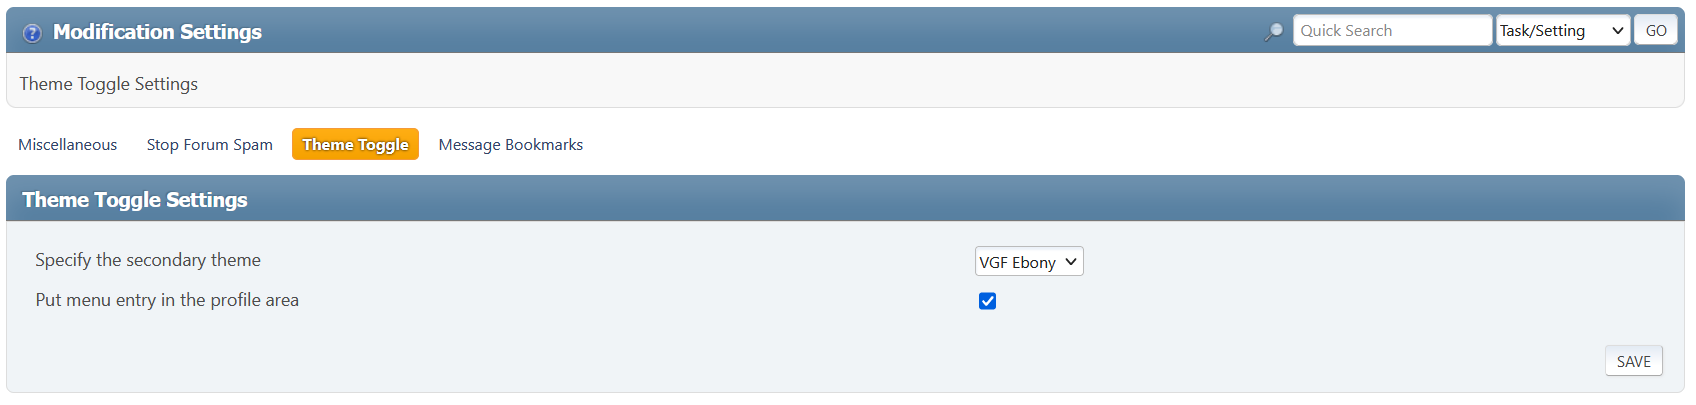 Modification Settings
Quick Search
Task/Setting
GO
Theme Toggle Settings
Miscellaneous
Stop Forum Spam
Theme Toggle
Message Bookmarks
Theme Toggle Settings
Specify the secondary theme
VGF Ebony
Put menu entry in the profile area
SAVE